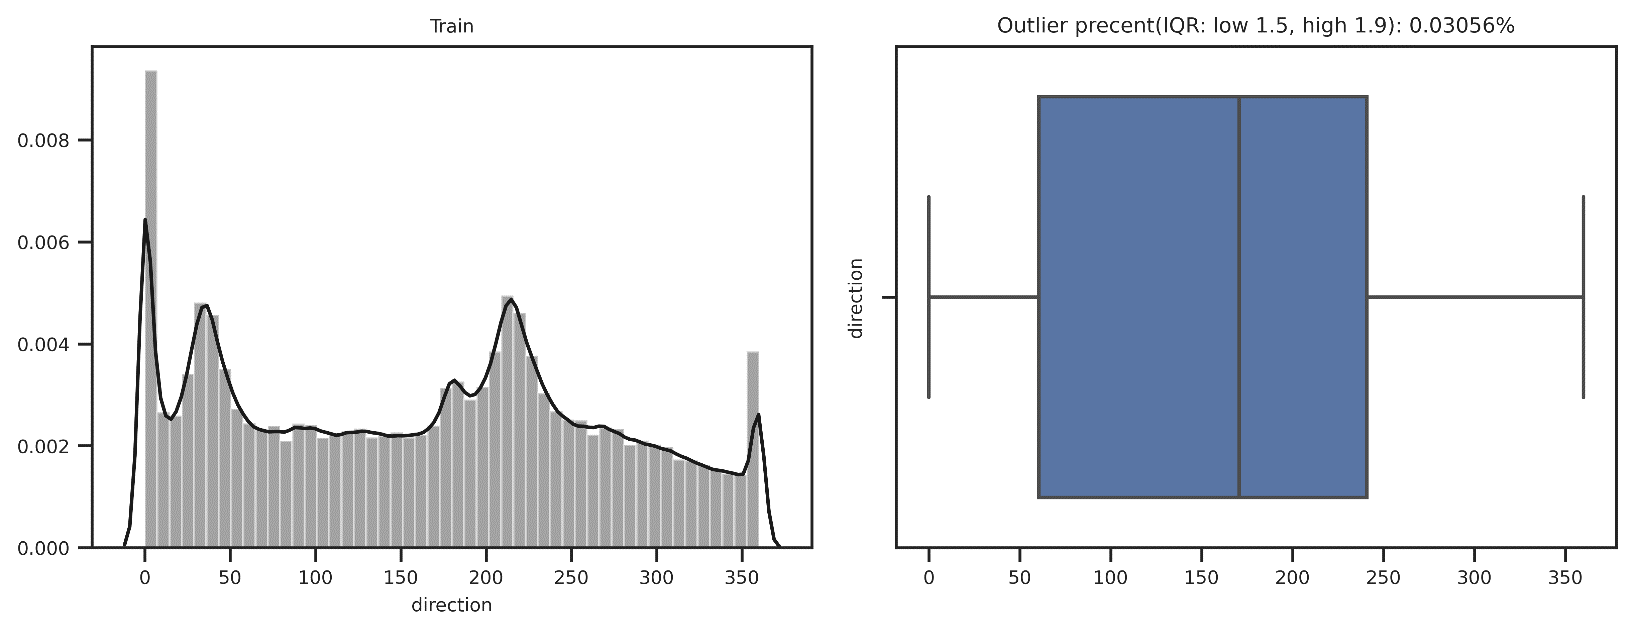 Train
0.008
0.006
0.004
0.002
0.000
0 50 100 150 200 250 300 350
direction
Outlier precent(IQR: low 1.5, high 1.9): 0.03056%
direction
0 50 100 150 200 250 300 350